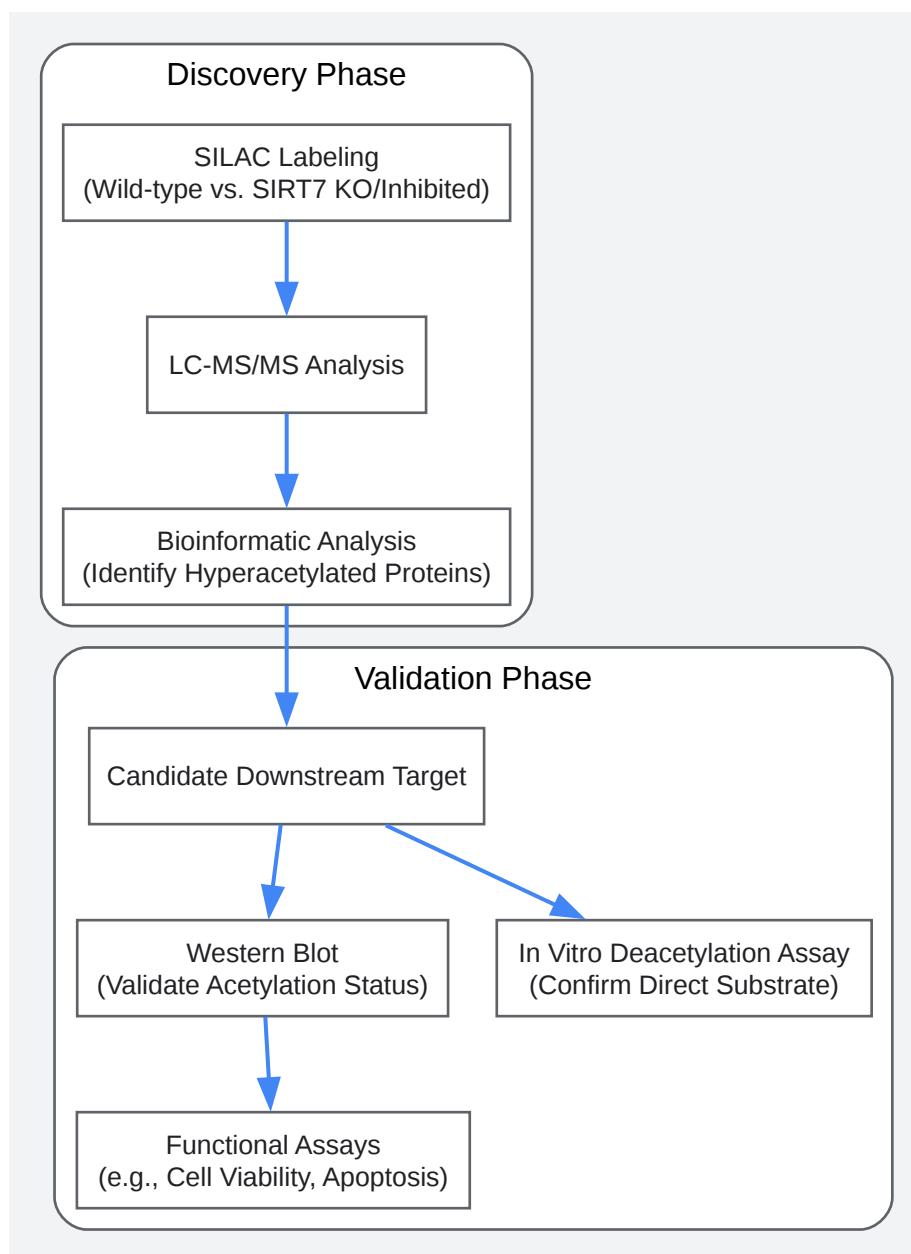 Discovery Phase
SILAC Labeling
(Wild-type vs. SIRT7 KO/Inhibited)
LC-MS/MS Analysis
Bioinformatic Analysis
(Identify Hyperacetylated Proteins)
Validation Phase
Candidate Downstream Target
Western Blot
(Validate Acetylation Status)
In Vitro Deacetylation Assay
(Confirm Direct Substrate)
Functional Assays
(e.g., Cell Viability, Apoptosis)